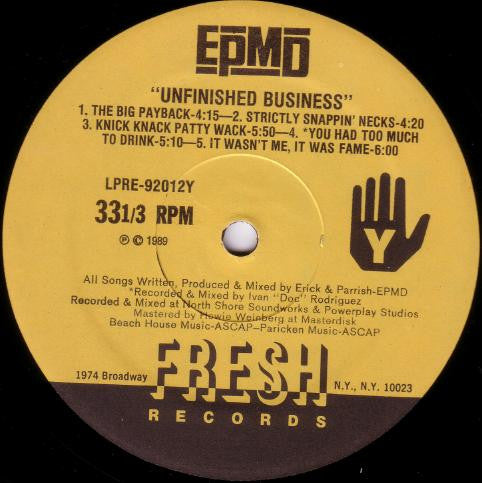 EPMD
"UNFINISHED BUSINESS"
1. THE BIG PAYBACK-4:15—2. STRICTLY SNAPPIN' NECKS-4:20
3. KNICK KNACK PATTY WACK-5:50—4. *YOU HAD TOO MUCH
TO DRINK-5:10—5. IT WASN'T ME, IT WAS FAME-6:00
LPRE-92012Y
33 1/3 RPM
Ⓟ © 1989
Y
All Songs Written, Produced & Mixed by Erick & Parrish-EPMD
*Recorded & Mixed by Ivan "Doc" Rodriguez
Recorded & Mixed at North Shore Soundworks & Powerplay Studios
Mastered by Howie Weinberg at Masterdisk
Beach House Music-ASCAP–Paricken Music-ASCAP
1974 Broadway FRESH N.Y., N.Y. 10023
RECORDS